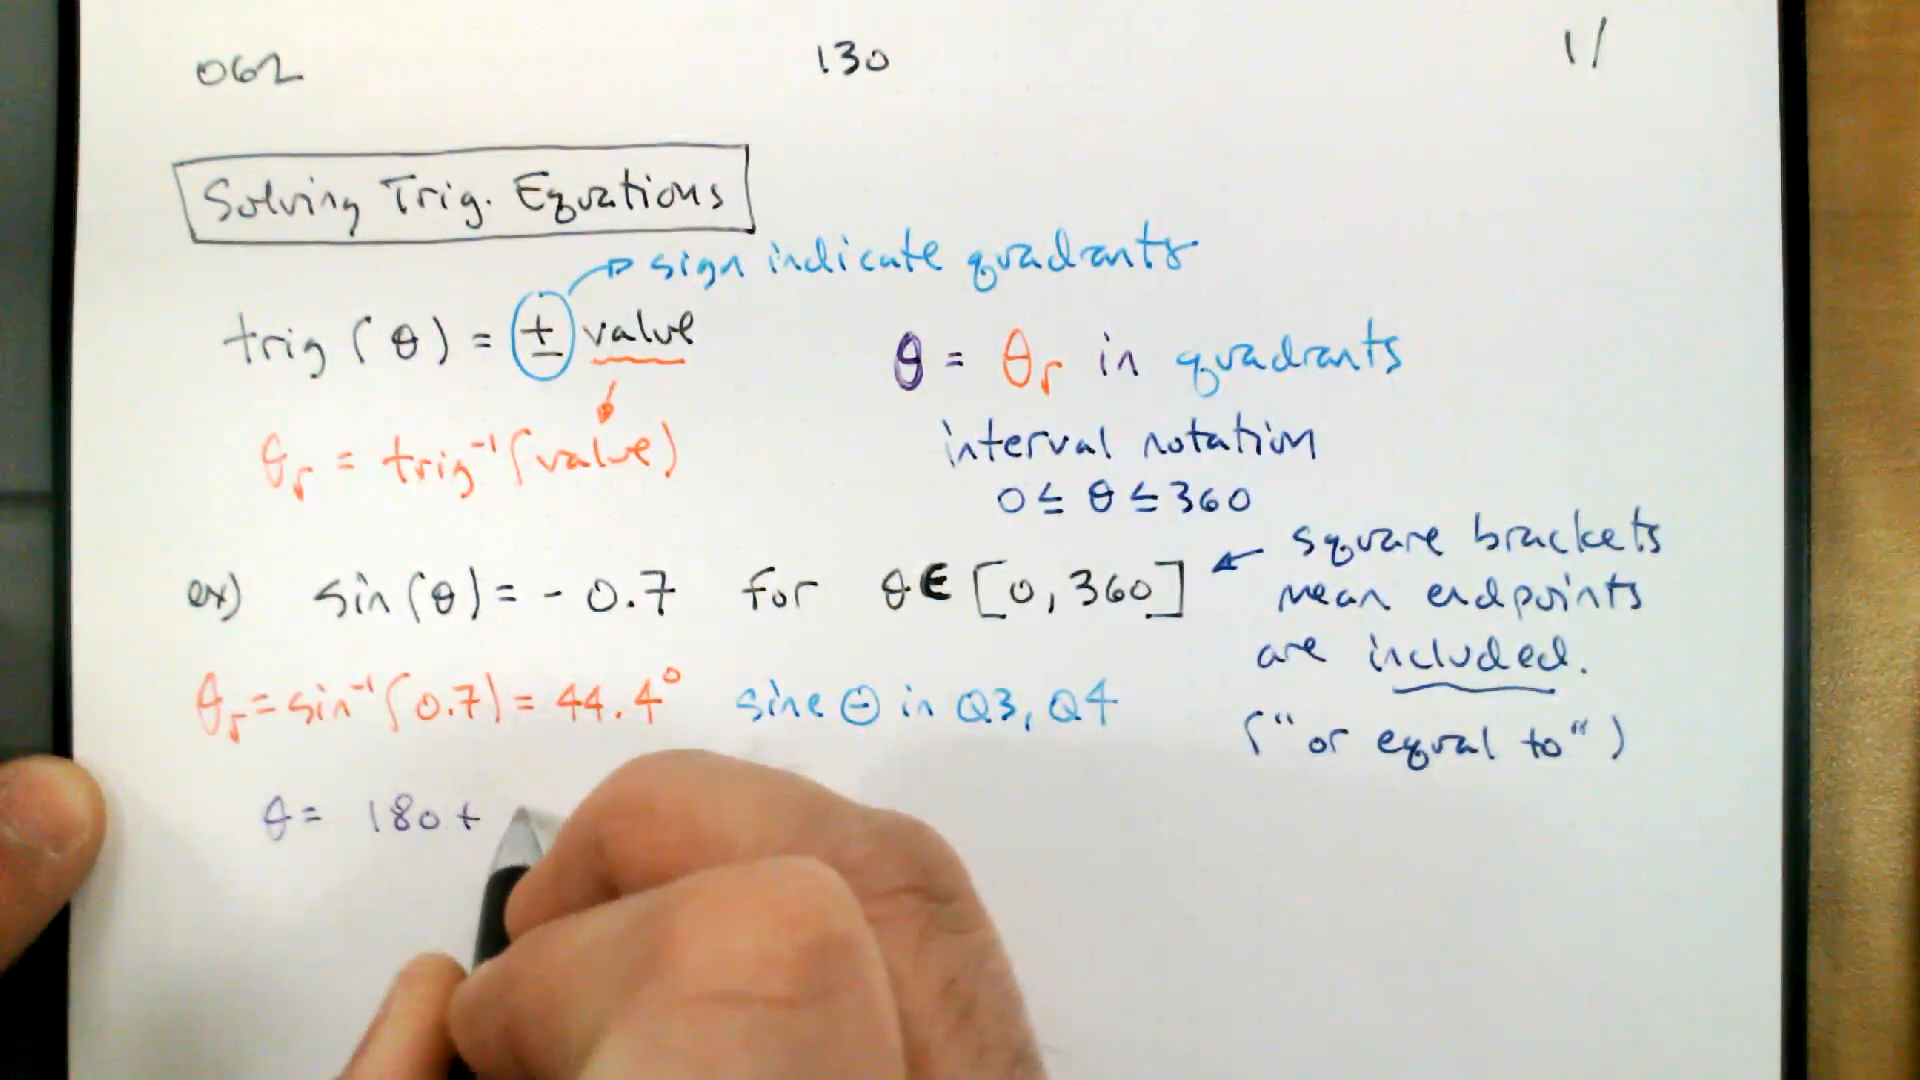 062 130 1/
Solving Trig. Equations
sign indicate quadrants
trig (θ) = ± value
θ = θr in quadrants
θr = trig⁻¹(value)
interval notation
0 ≤ θ ≤ 360
ex) sin(θ) = - 0.7 for θ ∈ [0, 360]
square brackets
mean endpoints
are included.
("or equal to")
θr = sin⁻¹(0.7) = 44.4° sine ⊖ in Q3, Q4
θ = 180 +